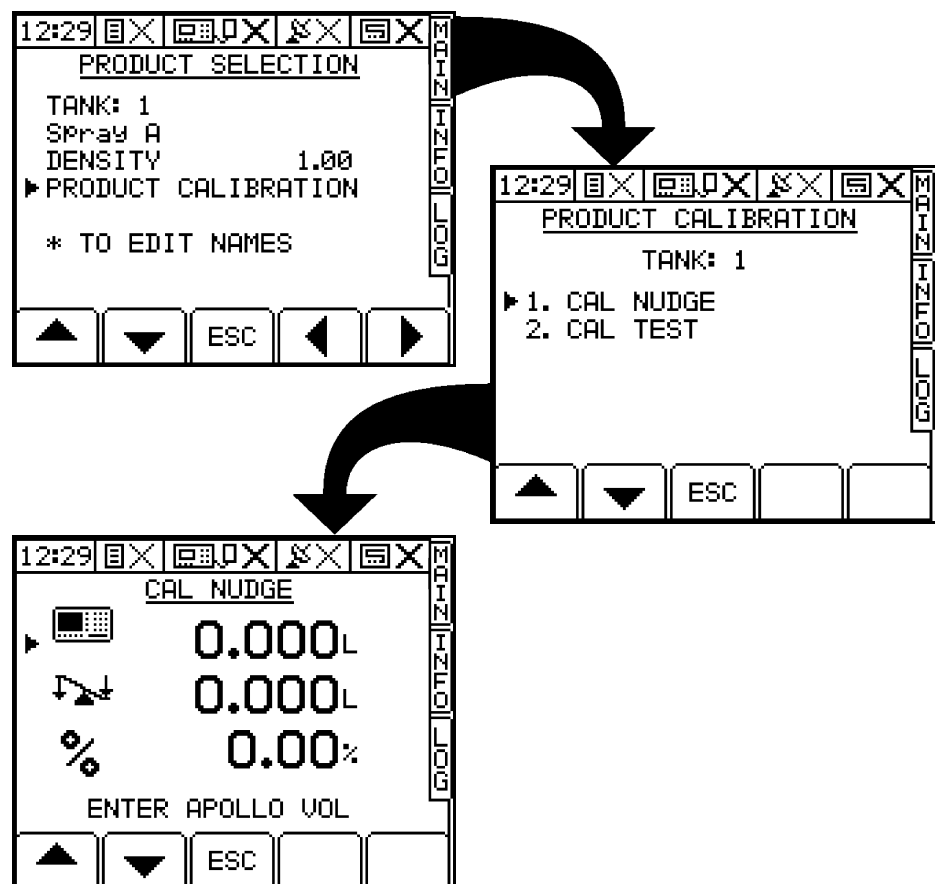 12:29
PRODUCT SELECTION
TANK: 1
SPray A
DENSITY 1.00
PRODUCT CALIBRATION
* TO EDIT NAMES
ESC
MAIN
INFO
LOG
12:29
PRODUCT CALIBRATION
TANK: 1
1. CAL NUDGE
2. CAL TEST
ESC
MAIN
INFO
LOG
12:29
CAL NUDGE
0.000L
0.000L
% 0.00%
ENTER APOLLO VOL
ESC
MAIN
INFO
LOG